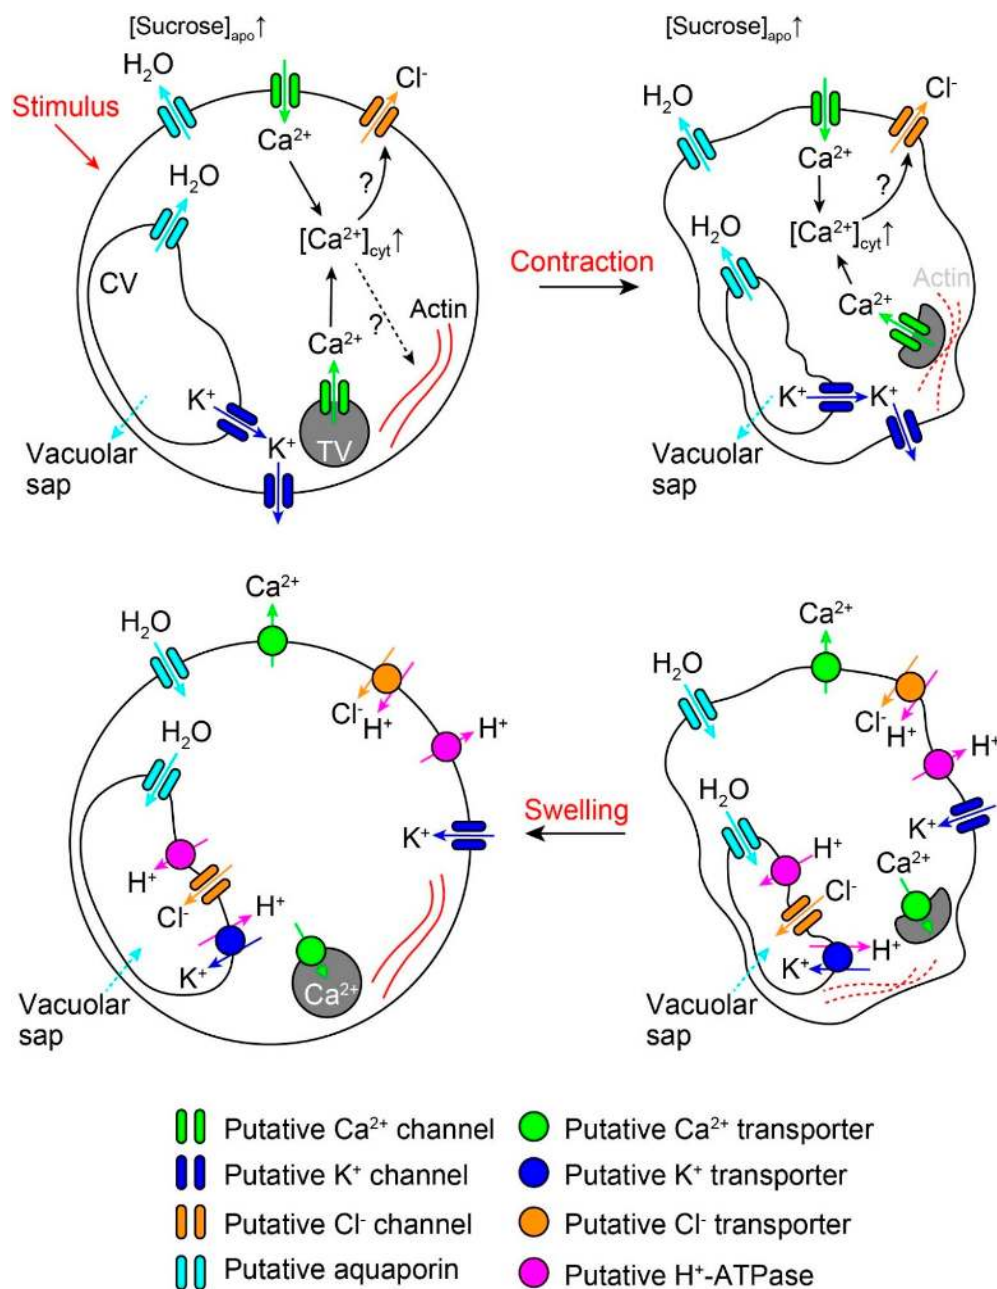 [Sucrose]apo↑
H₂O
Cl⁻
Stimulus
Ca²⁺
H₂O
?
[Ca²⁺]cyt↑
CV
?
Actin
Ca²⁺
K⁺
K⁺
TV
Vacuolar
sap
Contraction
[Sucrose]apo↑
H₂O
Cl⁻
Ca²⁺
?
H₂O
[Ca²⁺]cyt↑
Actin
Ca²⁺
K⁺
K⁺
Vacuolar
sap
Ca²⁺
H₂O
Cl⁻
H⁺
H⁺
H₂O
K⁺
H⁺
Cl⁻
H⁺
K⁺
Ca²⁺
Vacuolar
sap
Swelling
Ca²⁺
H₂O
Cl⁻
H⁺
H⁺
H₂O
K⁺
H⁺
Ca²⁺
Cl⁻
H⁺
K⁺
Vacuolar
sap
Putative Ca²⁺ channel
Putative K⁺ channel
Putative Cl⁻ channel
Putative aquaporin
Putative Ca²⁺ transporter
Putative K⁺ transporter
Putative Cl⁻ transporter
Putative H⁺-ATPase